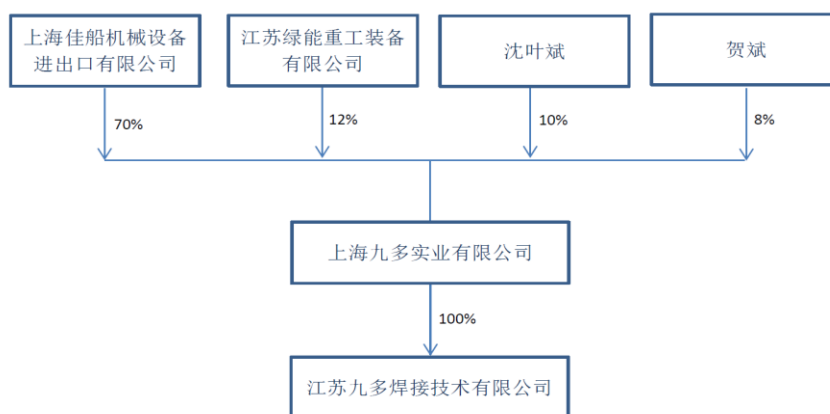 上海佳船机械设备
进出口有限公司
江苏绿能重工装备
有限公司
沈叶斌
贺斌
70%
12%
10%
8%
上海九多实业有限公司
100%
江苏九多焊接技术有限公司